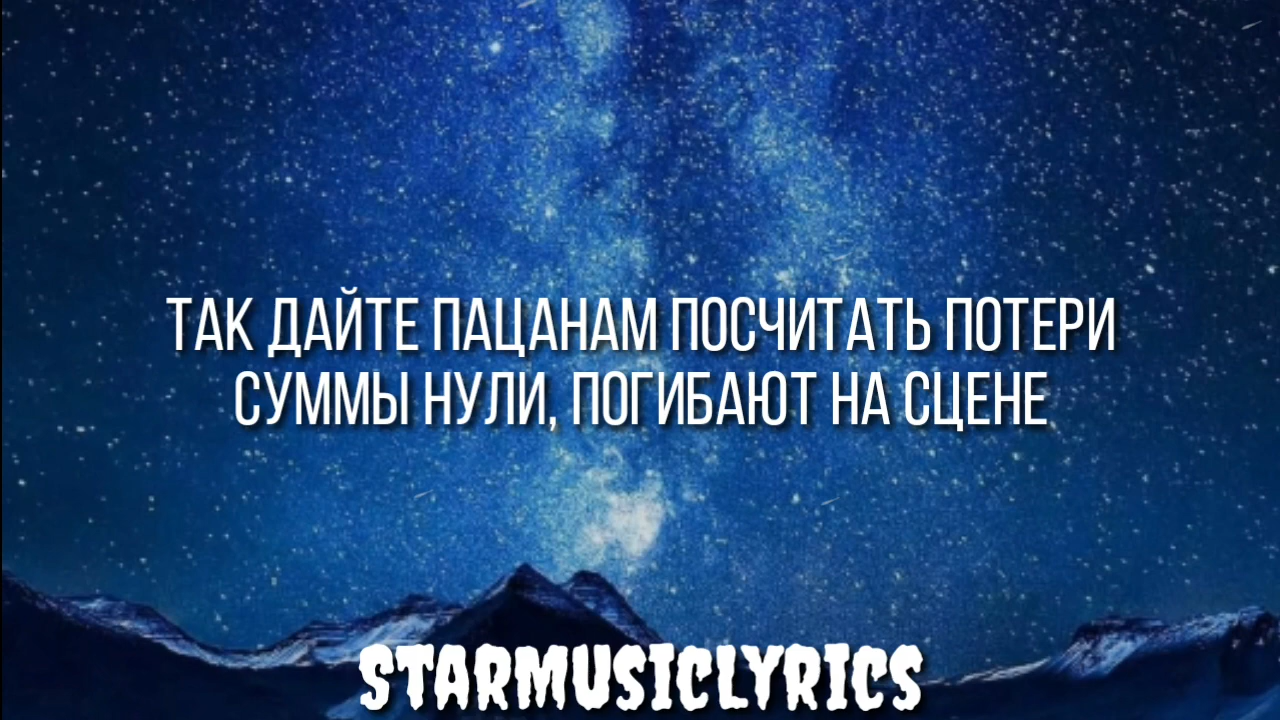 ТАК ДАЙТЕ ПАЦАНАМ ПОСЧИТАТЬ ПОТЕРИ
СУММЫ НУЛИ, ПОГИБАЮТ НА СЦЕНЕ
STARMUSICLYRICS